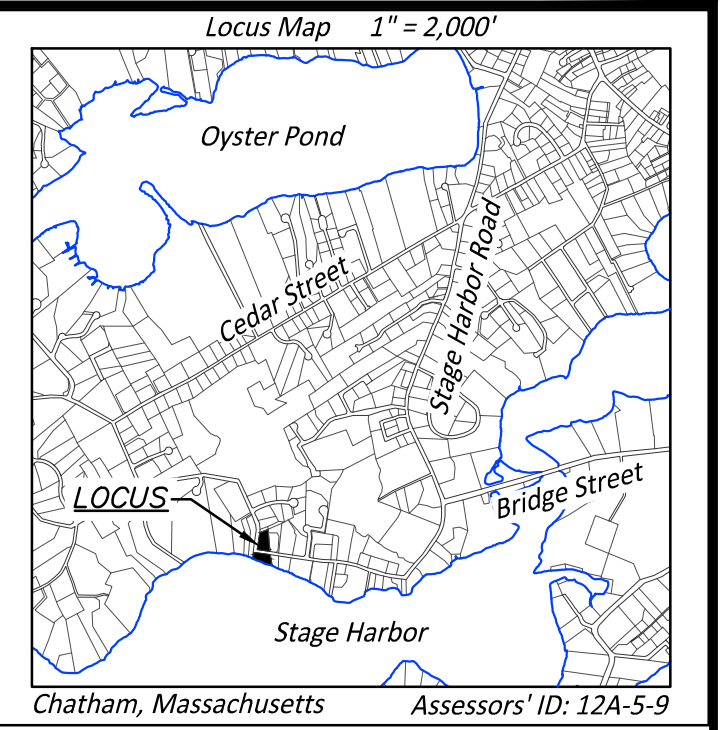 Locus Map 1" = 2,000'
Oyster Pond
Cedar Street
Stage Harbor Road
LOCUS
Bridge Street
Stage Harbor
Chatham, Massachusetts Assessors' ID: 12A-5-9